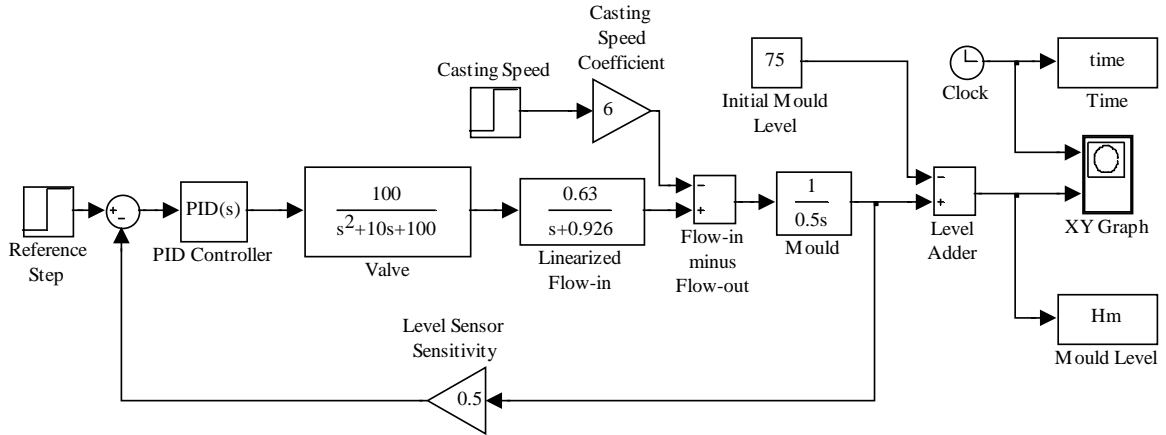 Casting
Speed
Coefficient
Casting Speed
6
75
Initial Mould
Level
Clock
time
Time
XY Graph
Reference
Step
+
−
PID(s)
PID Controller
100
s²+10s+100
Valve
0.63
s+0.926
Linearized
Flow-in
−
+
Flow-in
minus
Flow-out
1
0.5s
Mould
−
+
Level
Adder
Hm
Mould Level
Level Sensor
Sensitivity
0.5